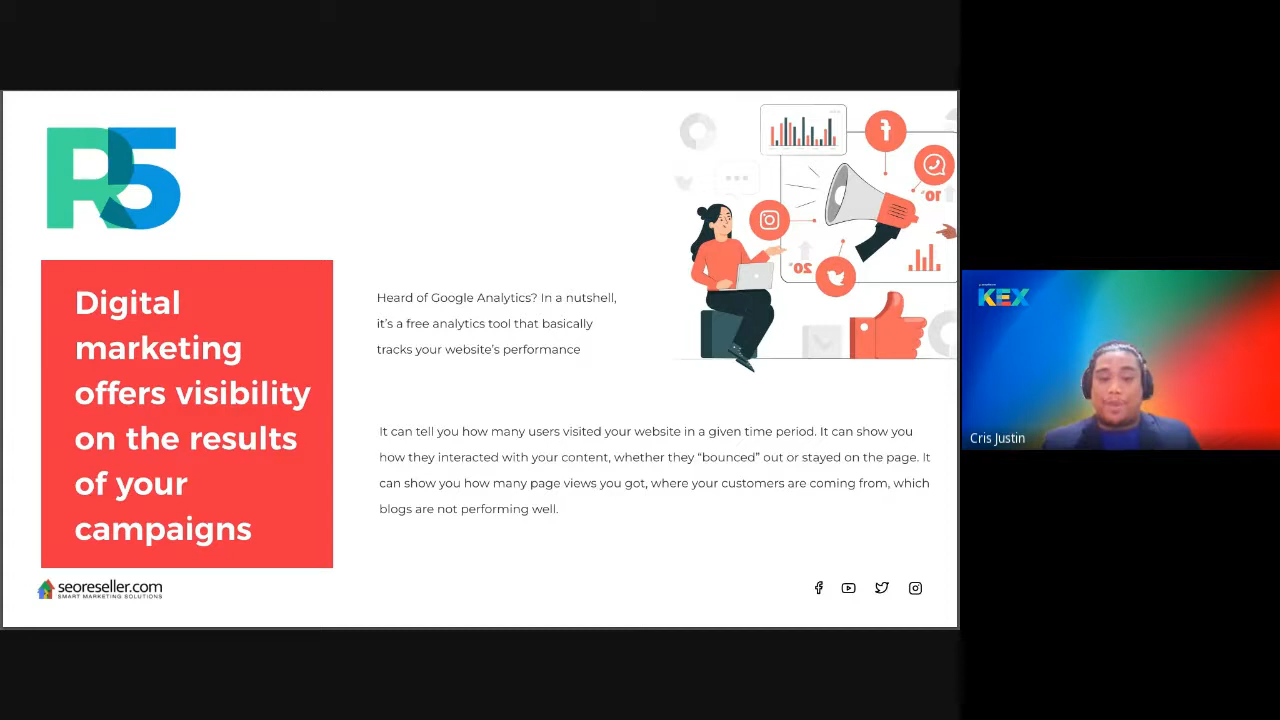 R5
Digital
marketing
offers visibility
on the results
of your
campaigns
Heard of Google Analytics? In a nutshell,
it's a free analytics tool that basically
tracks your website's performance
10
20
It can tell you how many users visited your website in a given time period. It can show you
how they interacted with your content, whether they “bounced” out or stayed on the page. It
can show you how many page views you got, where your customers are coming from, which
blogs are not performing well.
seoreseller.com
SMART MARKETING SOLUTIONS
KEX
Cris Justin